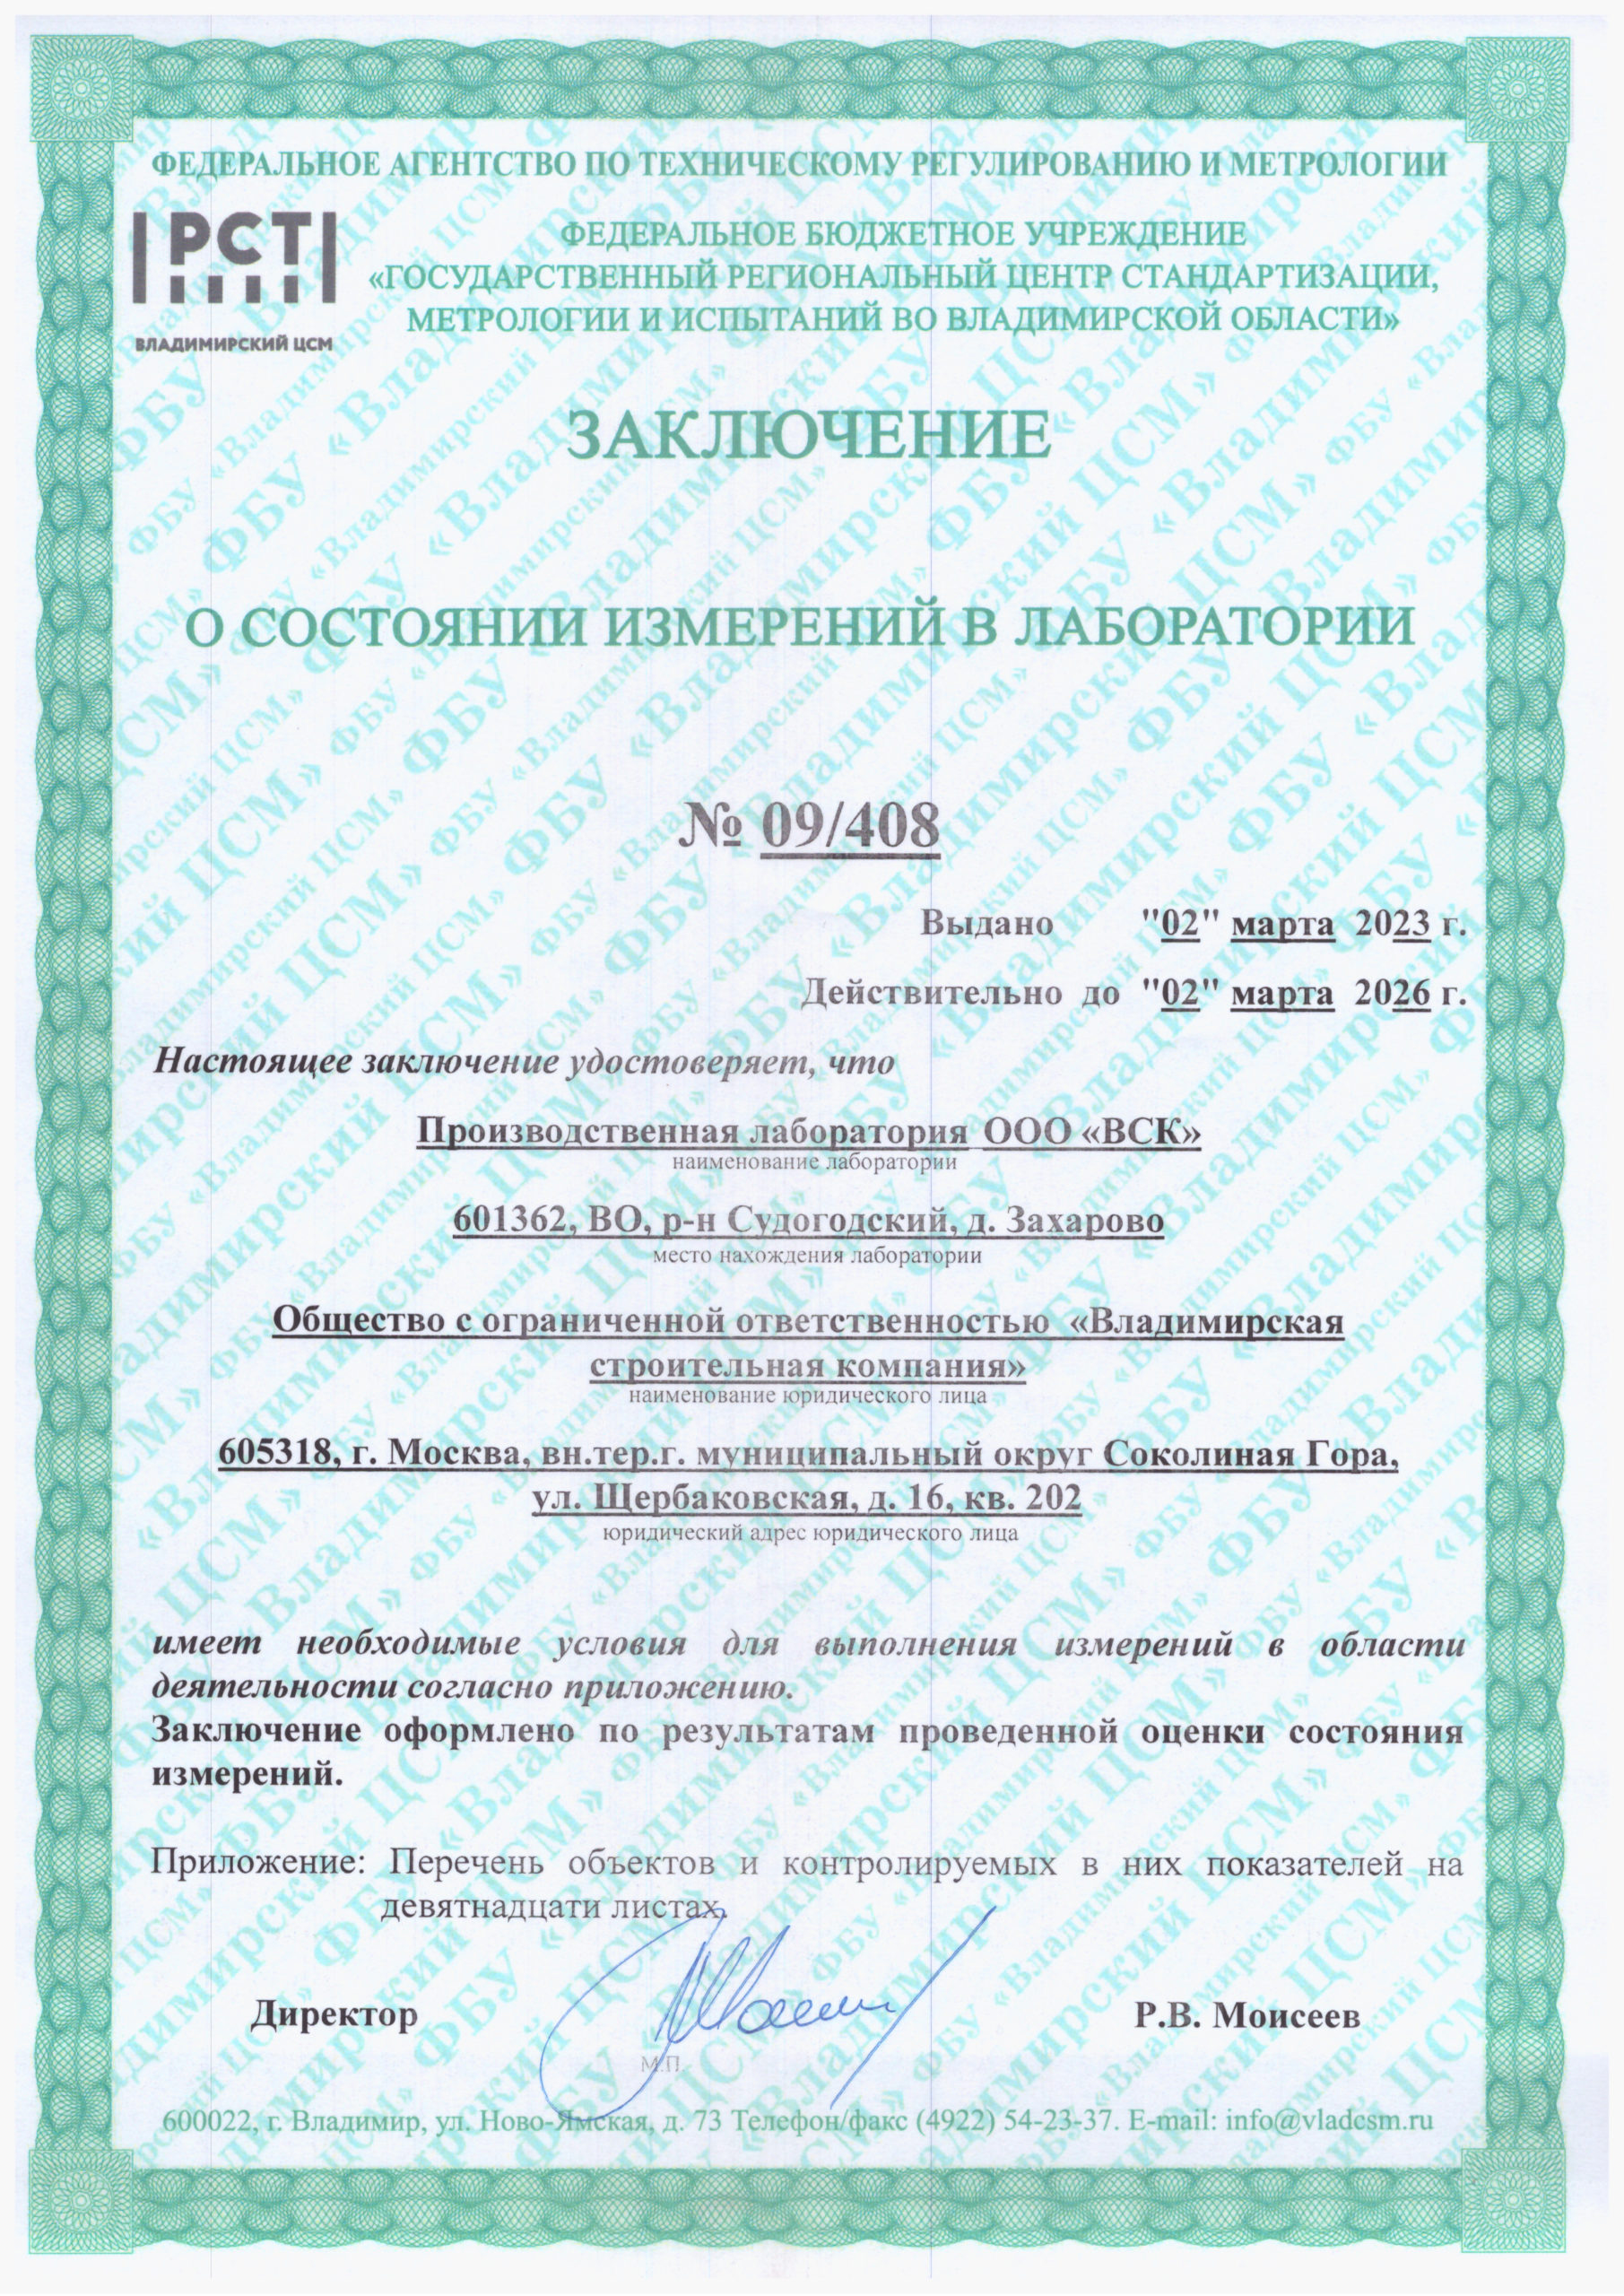 ФЕДЕРАЛЬНОЕ АГЕНТСТВО ПО ТЕХНИЧЕСКОМУ РЕГУЛИРОВАНИЮ И МЕТРОЛОГИИ
РСТ
ВЛАДИМИРСКИЙ ЦСМ
ФЕДЕРАЛЬНОЕ БЮДЖЕТНОЕ УЧРЕЖДЕНИЕ
«ГОСУДАРСТВЕННЫЙ РЕГИОНАЛЬНЫЙ ЦЕНТР СТАНДАРТИЗАЦИИ,
МЕТРОЛОГИИ И ИСПЫТАНИЙ ВО ВЛАДИМИРСКОЙ ОБЛАСТИ»
ЗАКЛЮЧЕНИЕ
О СОСТОЯНИИ ИЗМЕРЕНИЙ В ЛАБОРАТОРИИ
№ 09/408
Выдано "02" марта 2023 г.
Действительно до "02" марта 2026 г.
Настоящее заключение удостоверяет, что
Производственная лаборатория ООО «ВСК»
наименование лаборатории
601362, ВО, р-н Судогодский, д. Захарово
место нахождения лаборатории
Общество с ограниченной ответственностью «Владимирская
строительная компания»
наименование юридического лица
605318, г. Москва, вн.тер.г. муниципальный округ Соколиная Гора,
ул. Щербаковская, д. 16, кв. 202
юридический адрес юридического лица
имеет необходимые условия для выполнения измерений в области
деятельности согласно приложению.
Заключение оформлено по результатам проведенной оценки состояния
измерений.
Приложение: Перечень объектов и контролируемых в них показателей на
девятнадцати листах.
Директор Р.В. Моисеев
М.П.
600022, г. Владимир, ул. Ново-Ямская, д. 73 Телефон/факс (4922) 54-23-37. E-mail: info@vladcsm.ru